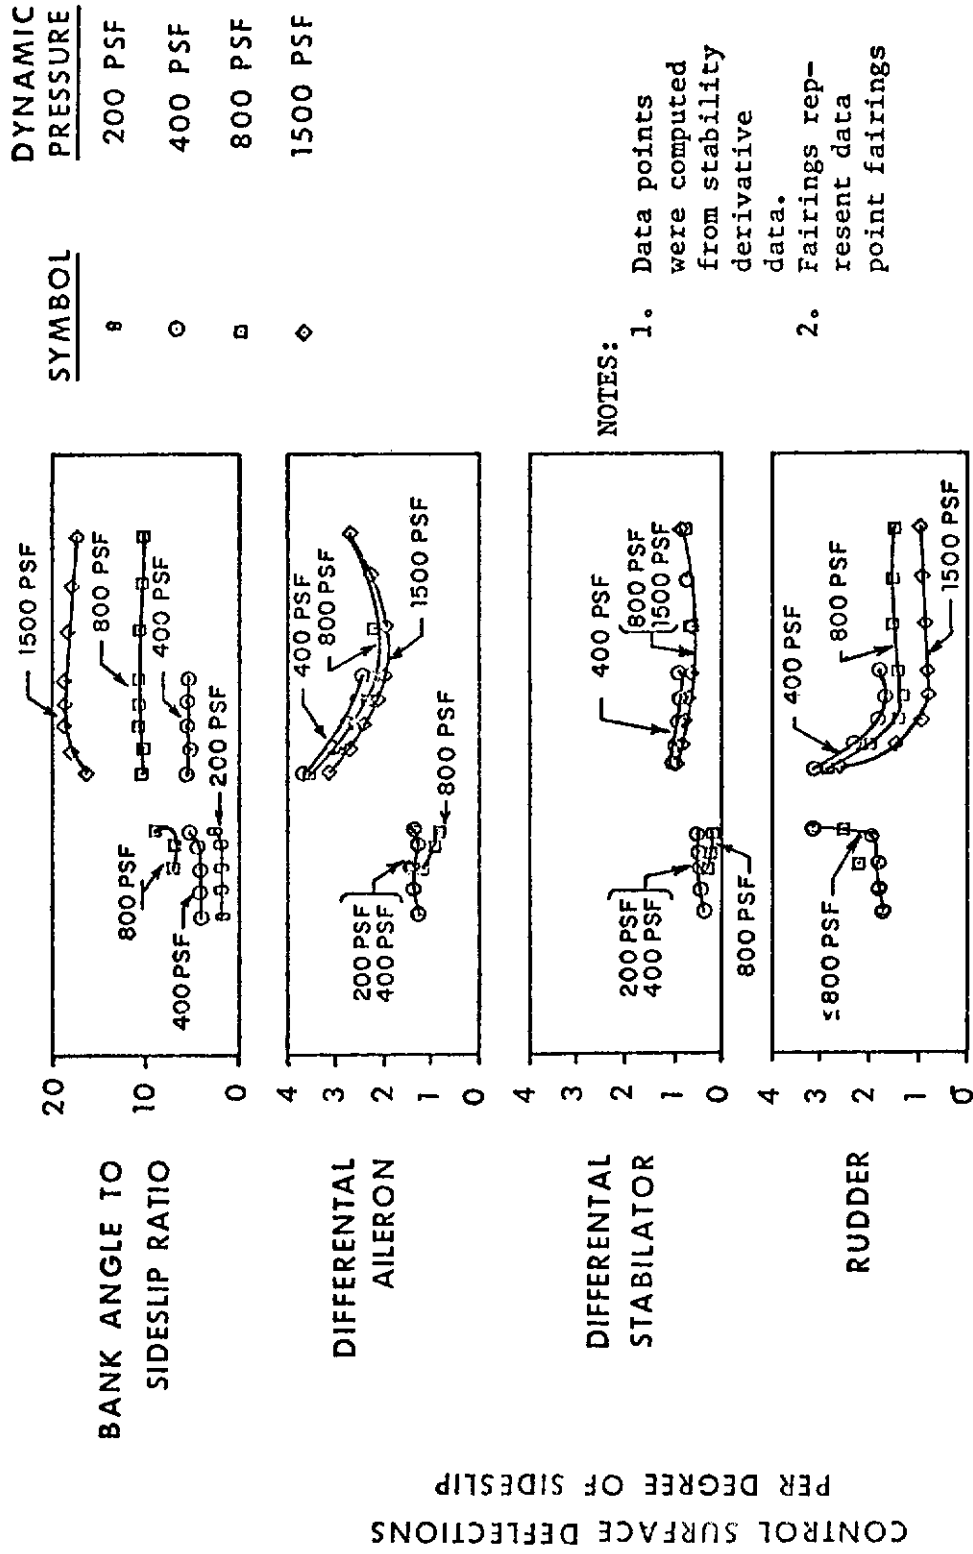 SYMBOL
DYNAMIC
PRESSURE
8 200 PSF
400 PSF
800 PSF
1500 PSF
CONTROL SURFACE DEFLECTIONS
PER DEGREE OF SIDESLIP
BANK ANGLE TO
SIDESLIP RATIO
20
10
0
800 PSF
400 PSF
200 PSF
1500 PSF
800 PSF
400 PSF
DIFFERENTIAL
AILERON
4
3
2
1
0
200 PSF
400 PSF
800 PSF
400 PSF
800 PSF
1500 PSF
DIFFERENTIAL
STABILATOR
4
3
2
1
0
200 PSF
400 PSF
800 PSF
400 PSF
800 PSF
1500 PSF
RUDDER
4
3
2
1
0
≤800 PSF
400 PSF
800 PSF
1500 PSF
NOTES:
1. Data points
were computed
from stability
derivative
data.
2. Fairings rep-
resent data
point fairings